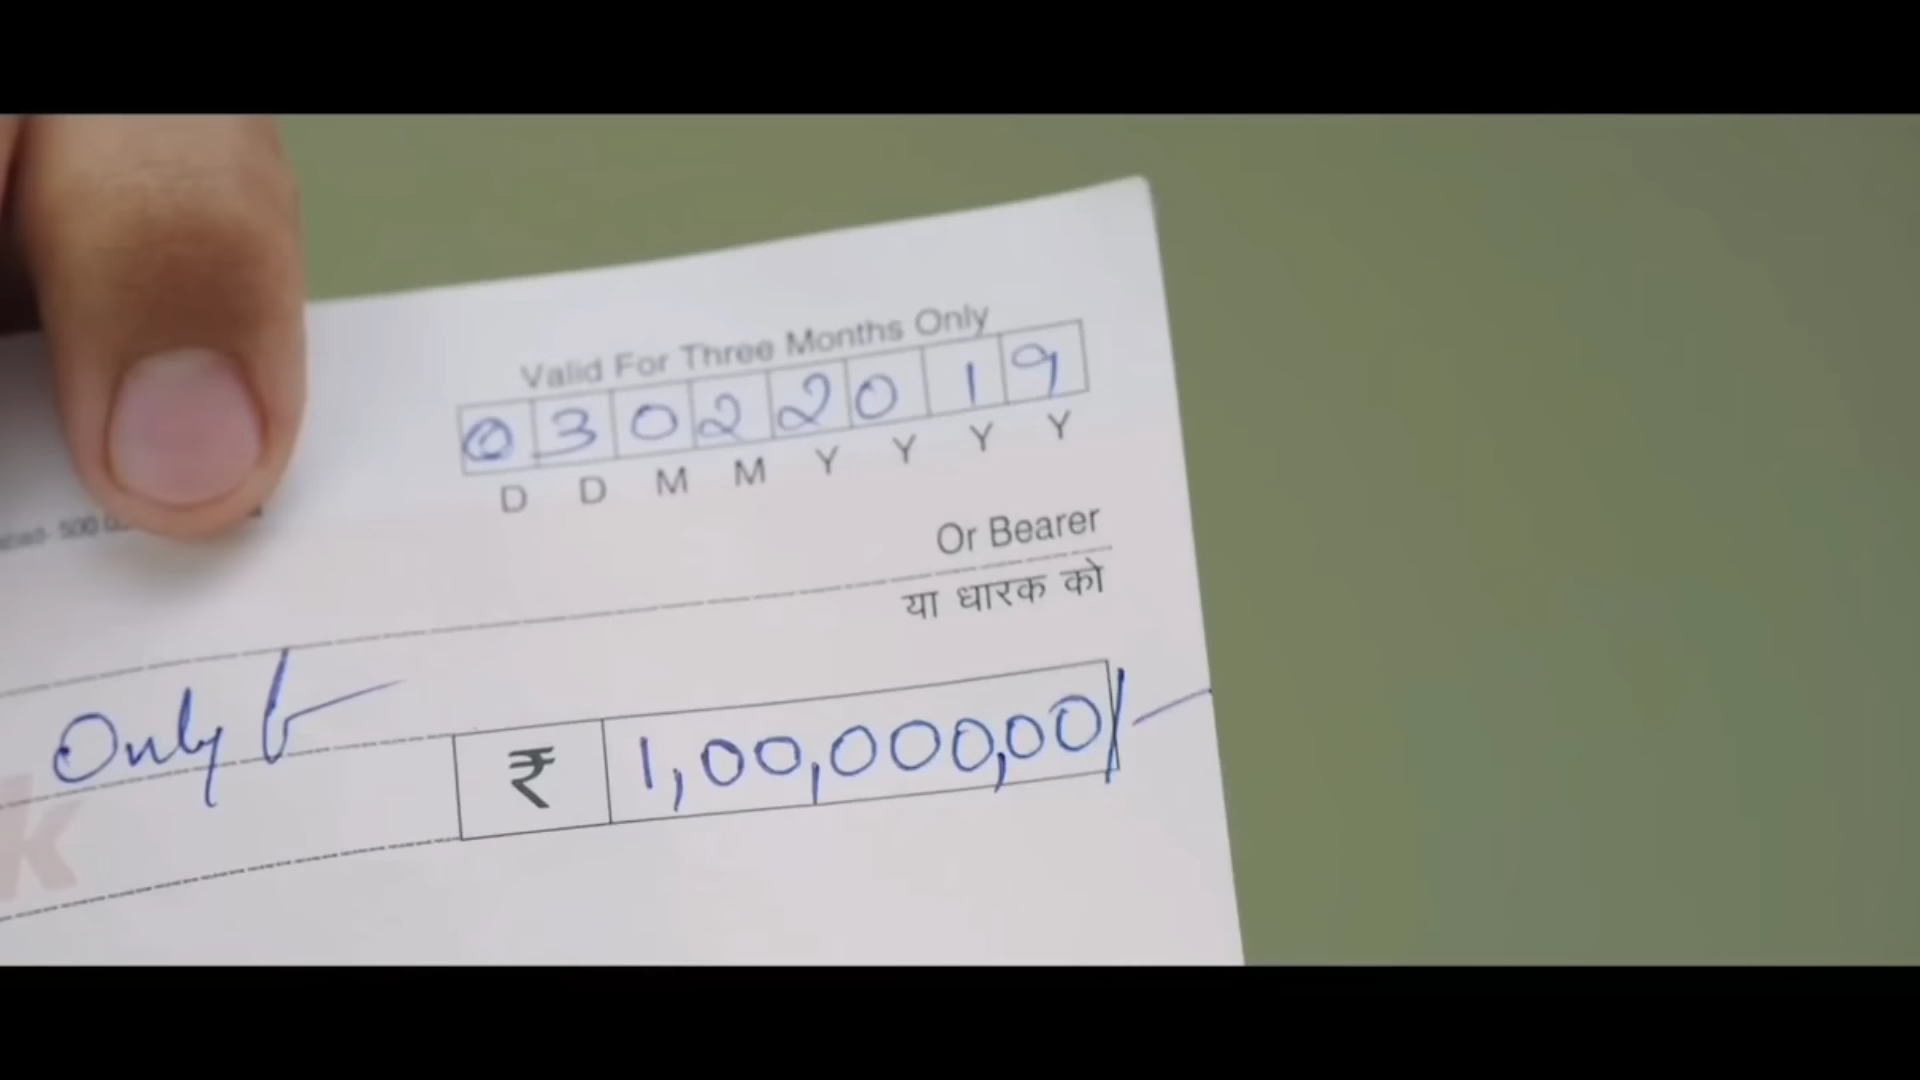 Valid For Three Months Only
03022019
D D M M Y Y Y Y
Or Bearer
या धारक को
Only
₹ 1,00,000,00/-
k